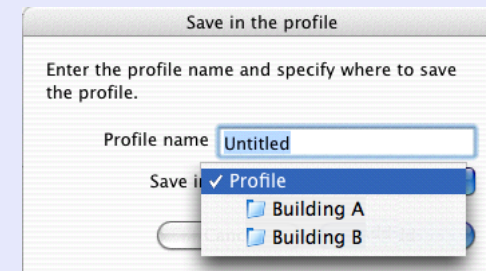 Save in the profile
Enter the profile name and specify where to save
the profile.
Profile name Untitled
Save i ✓ Profile
Building A
Building B